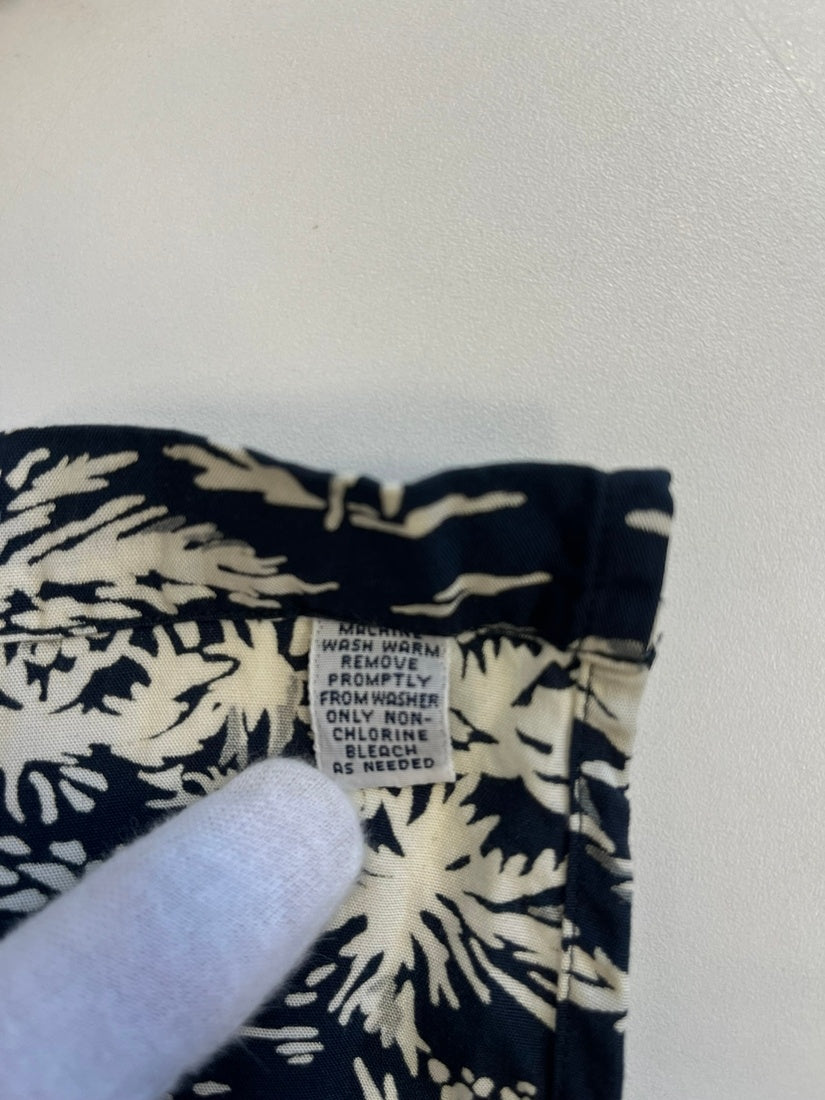 MACHINE
WASH WARM
REMOVE
PROMPTLY
FROM WASHER
ONLY NON-
CHLORINE
BLEACH
AS NEEDED